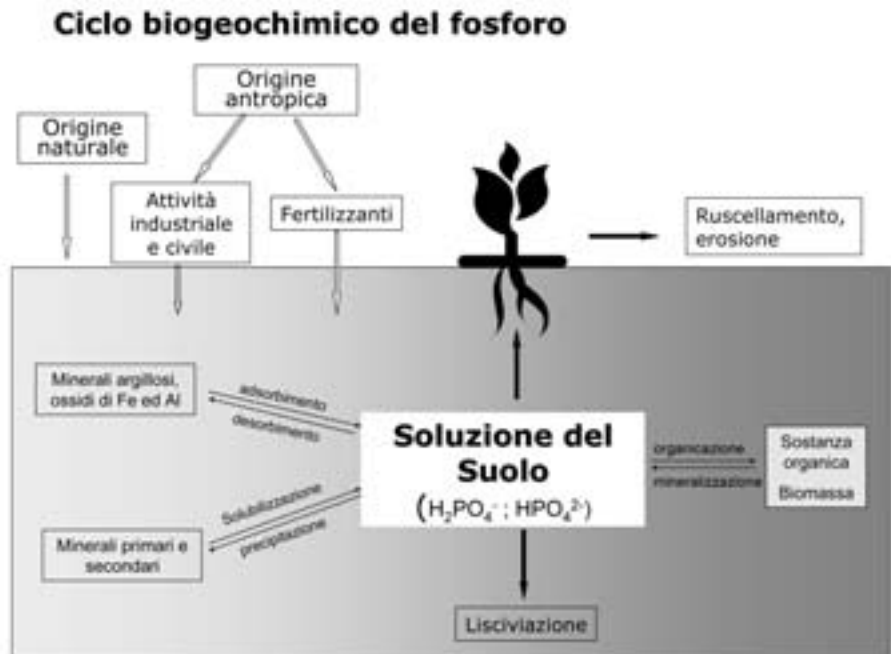 Ciclo biogeochimico del fosforo
Origine
antropica
Origine
naturale
Attività
industriale
e civile
Fertilizzanti
Ruscellamento,
erosione
Minerali argillosi,
ossidi di Fe ed Al
adsorbimento
desorbimento
Soluzione del
Suolo
(H₂PO₄⁻ ; HPO₄²⁻)
organicazione
mineralizzazione
Sostanza
organica
Biomassa
Solubilizzazione
precipitazione
Minerali primari e
secondari
Lisciviazione